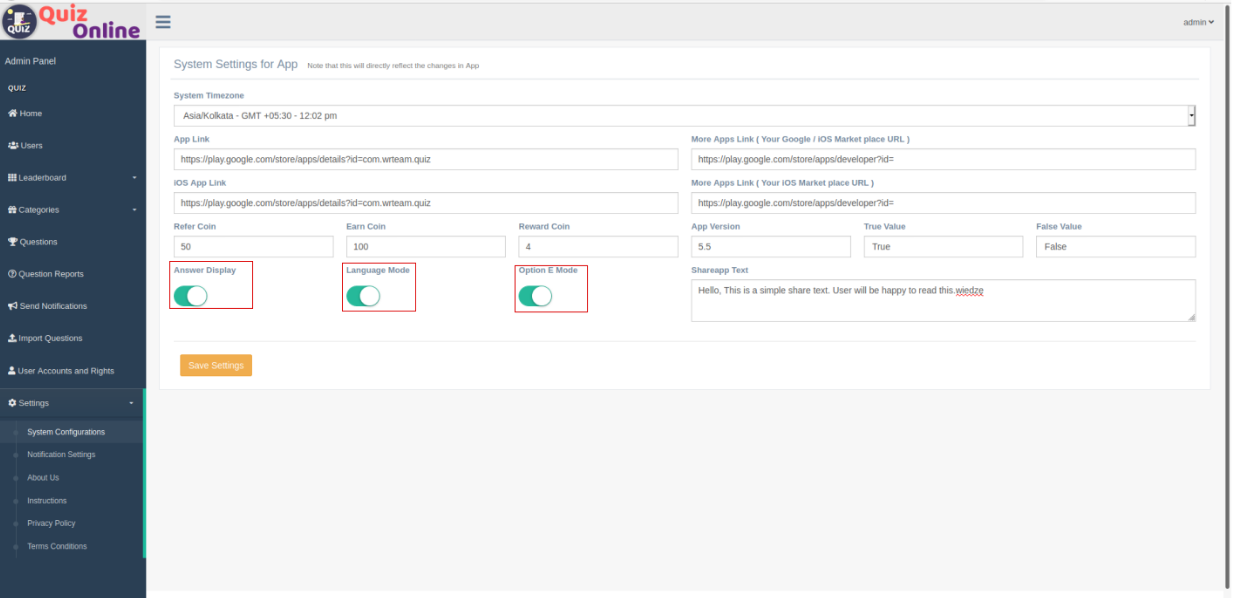 QUIZ
Quiz
Online
admin
Admin Panel
QUIZ
Home
Users
Leaderboard
Categories
Questions
Question Reports
Send Notifications
Import Questions
User Accounts and Rights
Settings
System Configurations
Notification Settings
About Us
Instructions
Privacy Policy
Terms Conditions
System Settings for App Note that this will directly reflect the changes in App
System Timezone
Asia/Kolkata - GMT +05:30 - 12:02 pm
App Link More Apps Link ( Your Google / iOS Market place URL )
https://play.google.com/store/apps/details?id=com.wrteam.quiz https://play.google.com/store/apps/developer?id=
iOS App Link More Apps Link ( Your iOS Market place URL )
https://play.google.com/store/apps/details?id=com.wrteam.quiz https://play.google.com/store/apps/developer?id=
Refer Coin Earn Coin Reward Coin App Version True Value False Value
50 100 4 5.5 True False
Answer Display Language Mode Option E Mode Shareapp Text
Hello, This is a simple share text. User will be happy to read this.wiedze
Save Settings